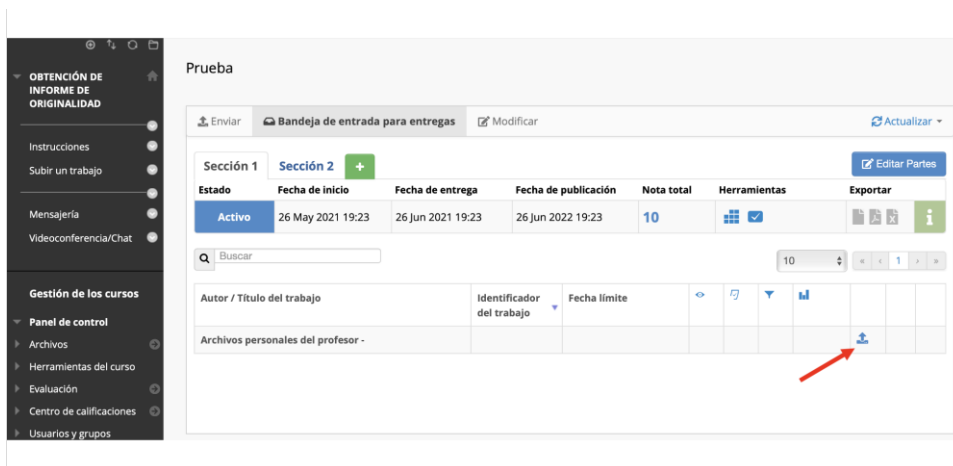 OBTENCIÓN DE
INFORME DE
ORIGINALIDAD
Instrucciones
Subir un trabajo
Mensajería
Videoconferencia/Chat
Gestión de los cursos
Panel de control
Archivos
Herramientas del curso
Evaluación
Centro de calificaciones
Usuarios y grupos
Prueba
Enviar Bandeja de entrada para entregas Modificar Actualizar
Sección 1 Sección 2 + Editar Partes
Estado Fecha de inicio Fecha de entrega Fecha de publicación Nota total Herramientas Exportar
Activo 26 May 2021 19:23 26 Jun 2021 19:23 26 Jun 2022 19:23 10 i
Buscar 10 « ‹ 1 › »
Autor / Título del trabajo Identificador Fecha límite
del trabajo
Archivos personales del profesor -